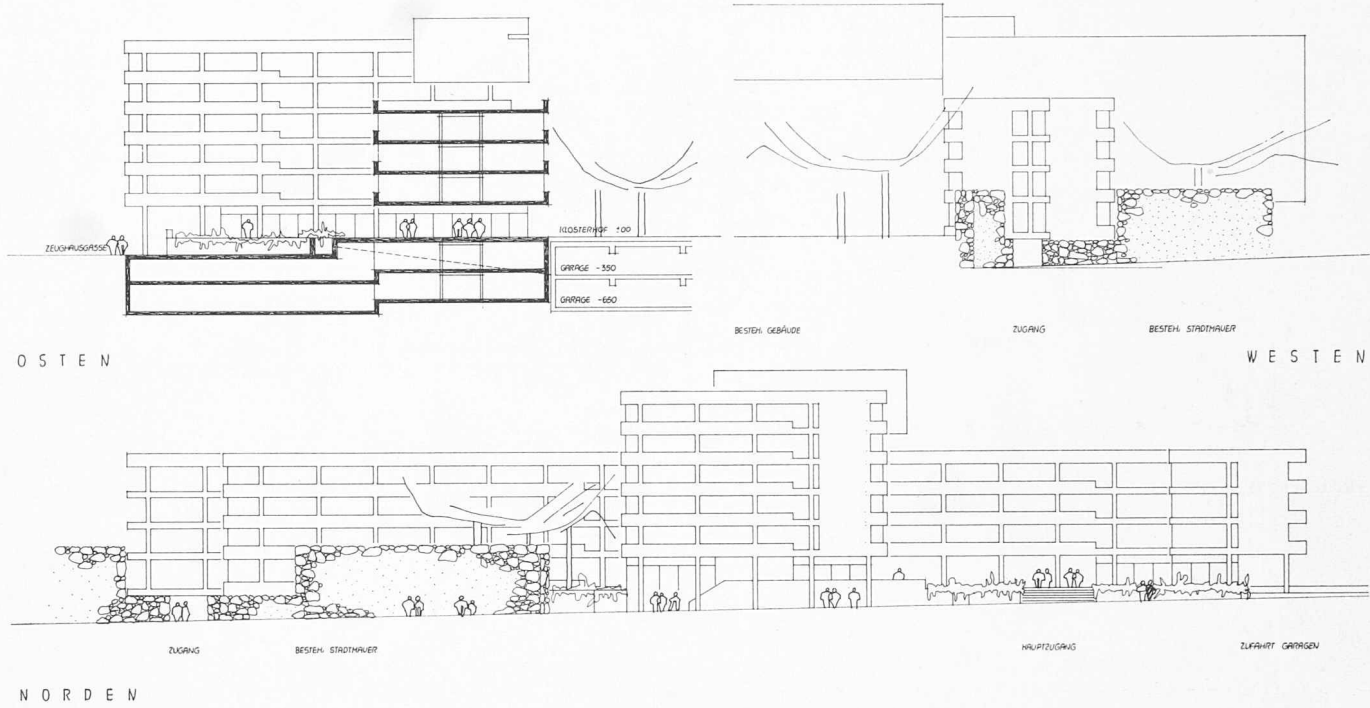 ZEUGHAUSGASSE
KLOSTERHOF ±00
GARAGE -350
GARAGE -650
OSTEN
BESTEH. GEBÄUDE
ZUGANG
BESTEH. STADTMAUER
WESTEN
ZUGANG
BESTEH. STADTMAUER
HAUPTZUGANG
ZUFAHRT GARAGEN
NORDEN